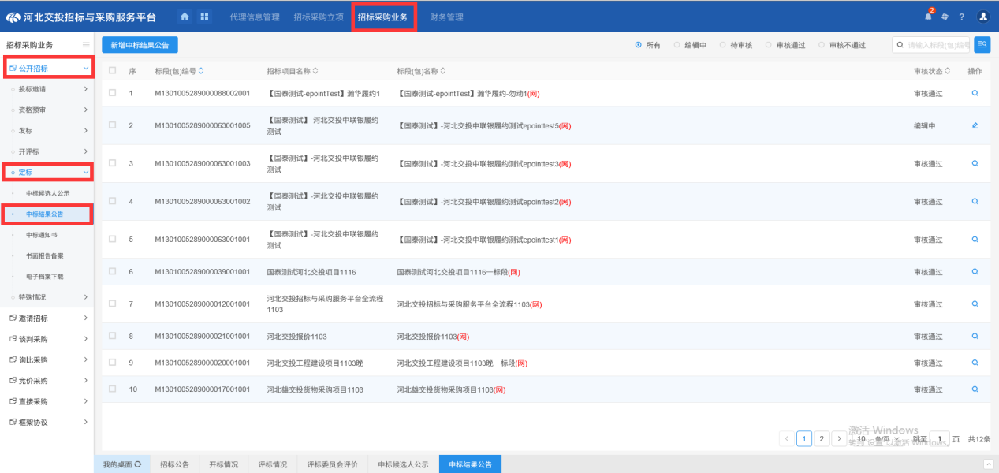 河北交投招标与采购服务平台 代理信息管理 招标采购立项 招标采购业务 财务管理 2 ?
招标采购业务
公开招标
投标邀请
资格预审
发标
开评标
定标
中标候选人公示
中标结果公告
中标通知书
书面报告备案
电子档案下载
特殊情况
邀请招标
谈判采购
询比采购
竞价采购
直接采购
框架协议
新增中标结果公告 所有 编辑中 待审核 审核通过 审核不通过 请输入标段(包)编号
序 标段(包)编号 招标项目名称 标段(包)名称 审核状态 操作
1 M1301005289000088002001 【国泰测试-epointTest】瀚华履约1 【国泰测试-epointTest】瀚华履约-勿动1(网) 审核通过
2 M1301005289000063001005 【国泰测试】-河北交投中联银履约
测试 【国泰测试】-河北交投中联银履约测试epointtest5(网) 编辑中
3 M1301005289000063001003 【国泰测试】-河北交投中联银履约
测试 【国泰测试】-河北交投中联银履约测试epointtest3(网) 审核通过
4 M1301005289000063001002 【国泰测试】-河北交投中联银履约
测试 【国泰测试】-河北交投中联银履约测试epointtest2(网) 审核通过
5 M1301005289000063001001 【国泰测试】-河北交投中联银履约
测试 【国泰测试】-河北交投中联银履约测试epointtest1(网) 审核通过
6 M1301005289000039001001 国泰测试河北交投项目1116 国泰测试河北交投项目1116一标段(网) 审核通过
7 M1301005289000012001001 河北交投招标与采购服务平台全流程
1103 河北交投招标与采购服务平台全流程1103(网) 审核通过
8 M1301005289000021001001 河北交投报价1103 河北交投报价1103(网) 审核通过
9 M1301005289000020001001 河北交投工程建设项目1103晚 河北交投工程建设项目1103晚一标段(网) 审核通过
10 M1301005289000017001001 河北雄交投货物采购项目1103 河北雄交投货物采购项目1103(网) 审核通过
激活 Windows
1 2 10 条/页 跳至 1 页 共12条
转到"设置"以激活 Windows。
我的桌面 招标公告 开标情况 评标情况 评标委员会评价 中标候选人公示 中标结果公告